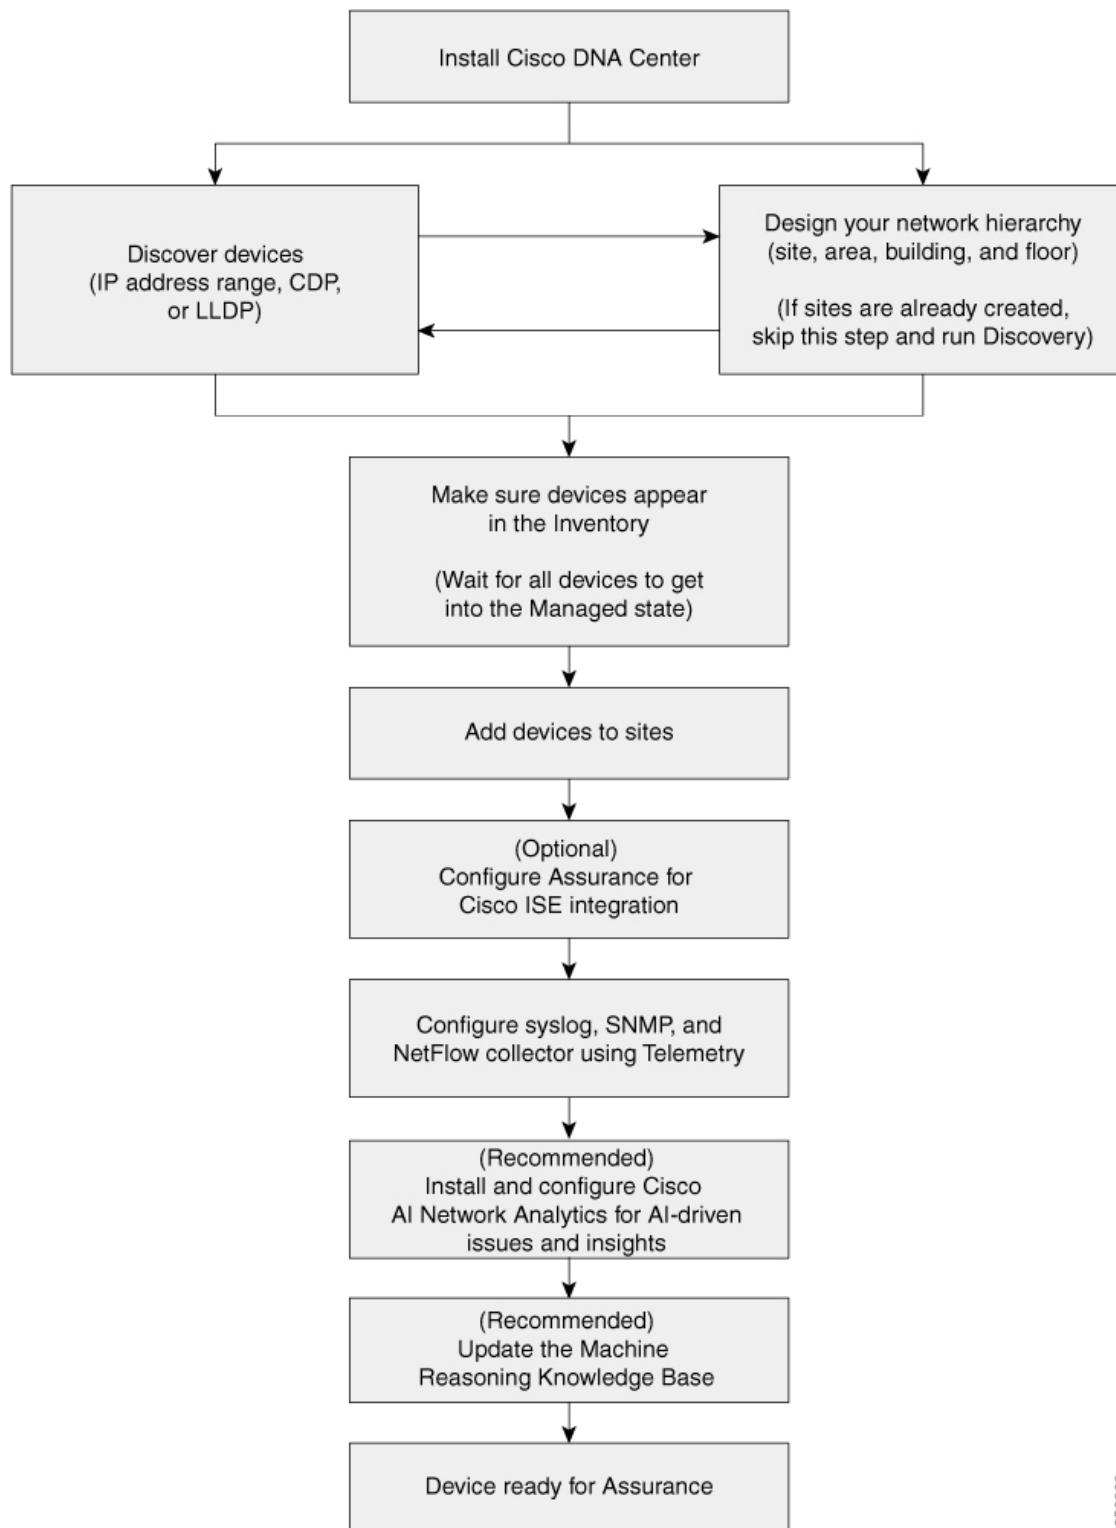 Install Cisco DNA Center
Discover devices
(IP address range, CDP,
or LLDP)
Design your network hierarchy
(site, area, building, and floor)
(If sites are already created,
skip this step and run Discovery)
Make sure devices appear
in the Inventory
(Wait for all devices to get
into the Managed state)
Add devices to sites
(Optional)
Configure Assurance for
Cisco ISE integration
Configure syslog, SNMP, and
NetFlow collector using Telemetry
(Recommended)
Install and configure Cisco
AI Network Analytics for AI-driven
issues and insights
(Recommended)
Update the Machine
Reasoning Knowledge Base
Device ready for Assurance